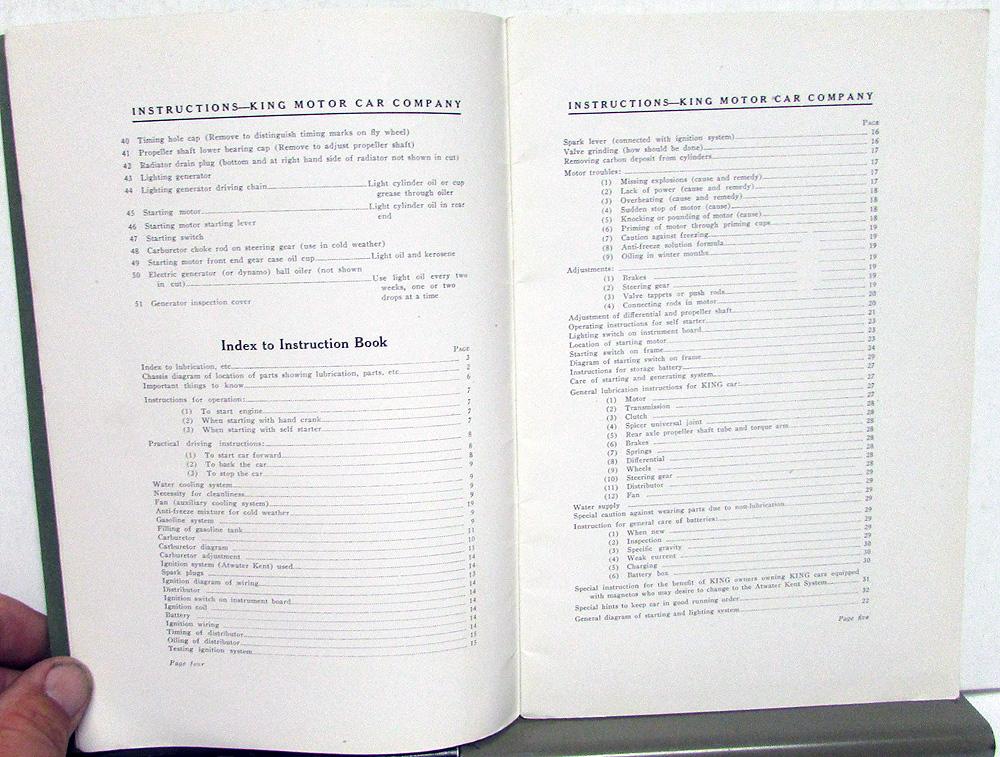 INSTRUCTIONS—KING MOTOR CAR COMPANY
40 Timing hole cap (Remove to distinguish timing marks on fly wheel)
41 Propeller shaft lower bearing cap (Remove to adjust propeller shaft)
42 Radiator drain plug (bottom and at right hand side of radiator not shown in cut)
43 Lighting generator
44 Lighting generator driving chain Light cylinder oil or cup
grease through oiler
45 Starting motor Light cylinder oil in rear
end
46 Starting motor starting lever
47 Starting switch
48 Carburetor choke rod on steering gear (use in cold weather)
49 Starting motor front end gear case oil cup Light oil and kerosene
50 Electric generator (or dynamo) ball oiler (not shown
in cut) Use light oil every two
weeks, one or two
drops at a time
51 Generator inspection cover
Index to Instruction Book
PAGE
Index to lubrication, etc. 3
Chassis diagram of location of parts showing lubrication, parts, etc. 2
Important things to know 6
Instructions for operation: 7
(1) To start engine 7
(2) When starting with hand crank 7
(3) When starting with self starter 7
Practical driving instructions: 8
(1) To start car forward 8
(2) To back the car 8
(3) To stop the car 9
Water cooling system 9
Necessity for cleanliness 9
Fan (auxiliary cooling system) 9
Anti-freeze mixture for cold weather 19
Gasoline system 9
Filling of gasoline tank 9
Carburetor 11
Carburetor diagram 10
Carburetor adjustment 11
Ignition system (Atwater Kent) used 14
Spark plugs 14
Ignition diagram of wiring 13
Distributor 14
Ignition switch on instrument board 14
Ignition coil 14
Battery 14
Ignition wiring 14
Timing of distributor 14
Oiling of distributor 15
Testing ignition system 15
Page four
INSTRUCTIONS—KING MOTOR CAR COMPANY
PAGE
Spark lever (connected with ignition system) 16
Valve grinding (how should be done) 16
Removing carbon deposit from cylinders 17
Motor troubles: 17
(1) Missing explosions (cause and remedy) 17
(2) Lack of power (cause and remedy) 17
(3) Overheating (cause and remedy) 18
(4) Sudden stop of motor (cause) 18
(5) Knocking or pounding of motor (cause) 18
(6) Priming of motor through priming cups 18
(7) Caution against freezing 19
(8) Anti-freeze solution formula 19
(9) Oiling in winter months 19
Adjustments: 19
(1) Brakes 19
(2) Steering gear 19
(3) Valve tappets or push rods 19
(4) Connecting rods in motor 20
Adjustment of differential and propeller shaft 20
Operating instructions for self starter 21
Lighting switch on instrument board 23
Location of starting motor 23
Starting switch on frame 23
Diagram of starting switch on frame 24
Instructions for storage battery 29
Care of starting and generating system 27
General lubrication instructions for KING car: 27
(1) Motor 27
(2) Transmission 27
(3) Clutch 28
(4) Spicer universal joint 28
(5) Rear axle propeller shaft tube and torque arm 28
(6) Brakes 28
(7) Springs 28
(8) Differential 28
(9) Wheels 28
(10) Steering gear 28
(11) Distributor 28
(12) Fan 29
Water supply 29
Special caution against wearing parts due to non-lubrication 29
Instruction for general care of batteries: 29
(1) When new 29
(2) Inspection 29
(3) Specific gravity 29
(4) Weak current 30
(5) Charging 30
(6) Battery box 30
Special instruction for the benefit of KING owners owning KING cars equipped
with magnetos who may desire to change to the Atwater Kent System 31
Special hints to keep car in good running order 32
General diagram of starting and lighting system 22
Page five